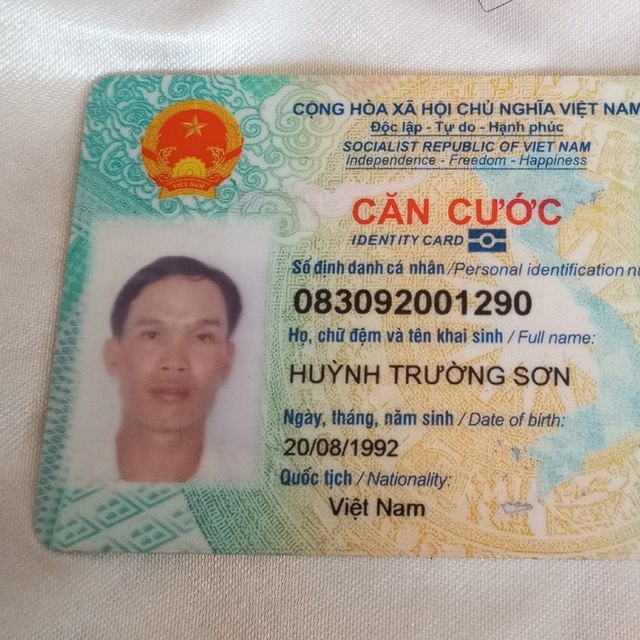 CỘNG HÒA XÃ HỘI CHỦ NGHĨA VIỆT NAM
Độc lập - Tự do - Hạnh phúc
SOCIALIST REPUBLIC OF VIET NAM
Independence - Freedom - Happiness
VIỆT NAM
CĂN CƯỚC
IDENTITY CARD
Số định danh cá nhân /Personal identification nu
083092001290
Họ, chữ đệm và tên khai sinh / Full name:
HUỲNH TRƯỜNG SƠN
Ngày, tháng, năm sinh / Date of birth:
20/08/1992
Quốc tịch / Nationality:
Việt Nam